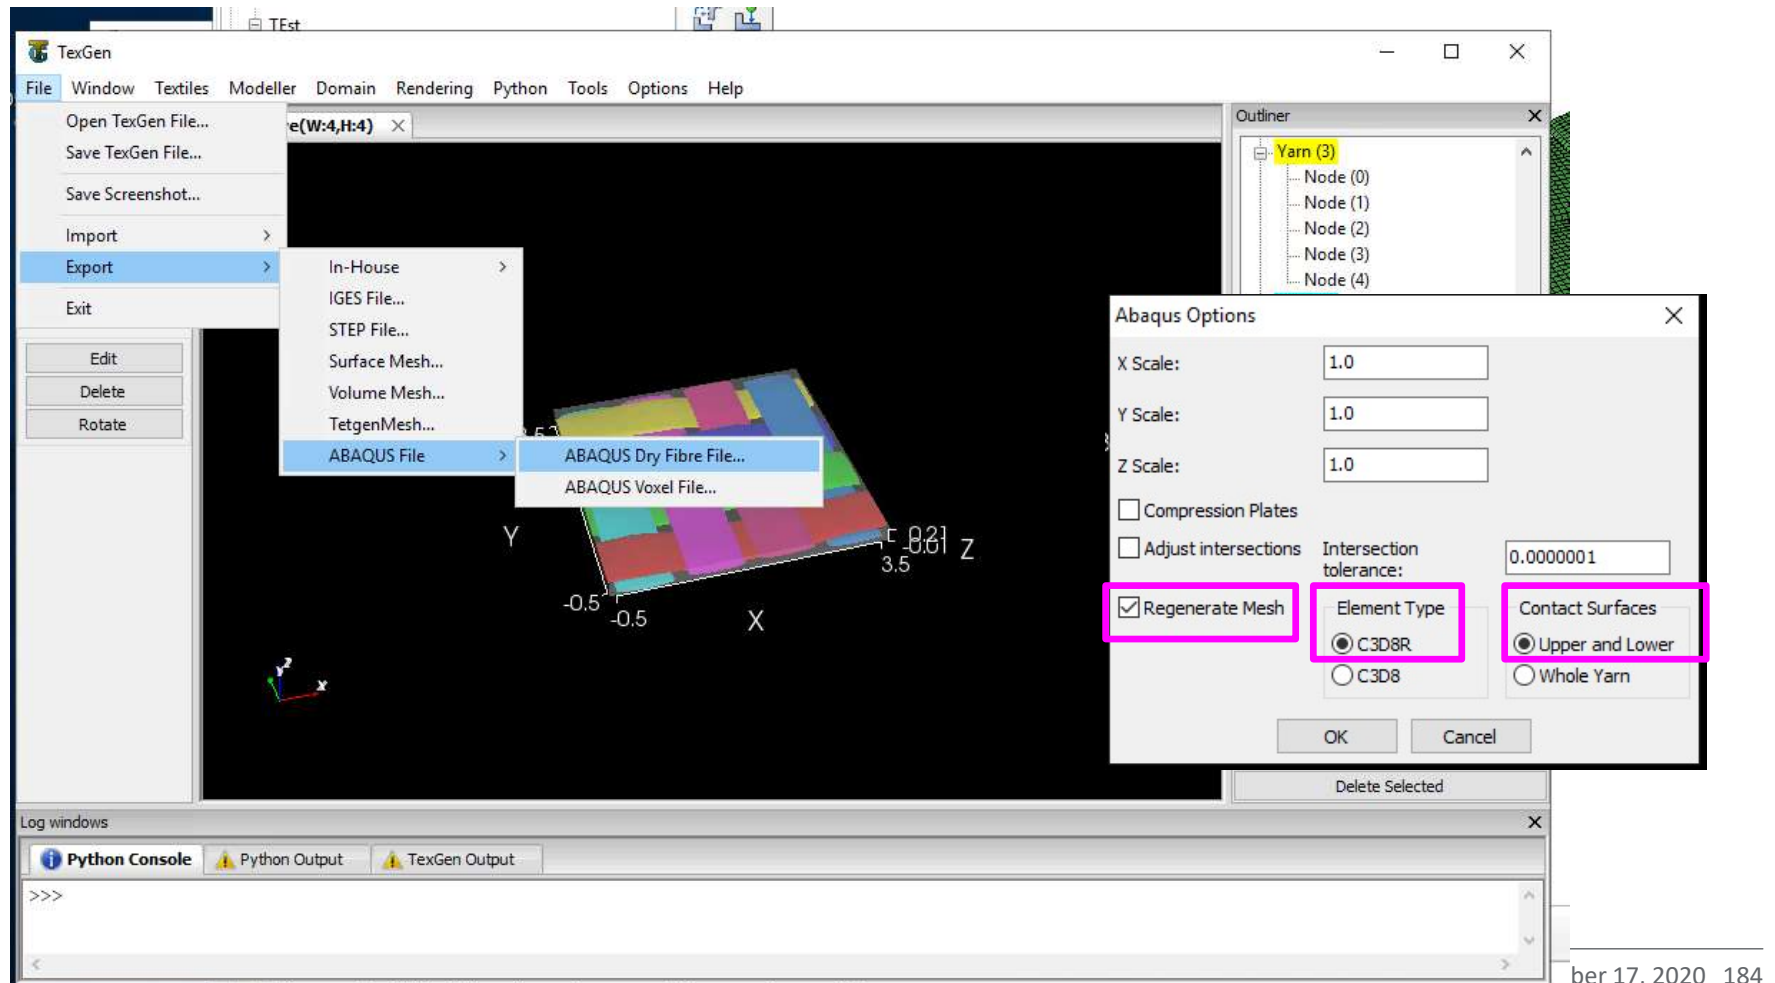 TEst
TexGen
File Window Textiles Modeller Domain Rendering Python Tools Options Help
Open TexGen File...
Save TexGen File...
Save Screenshot...
Import
Export
Exit
Edit
Delete
Rotate
e(W:4,H:4)
In-House
IGES File...
STEP File...
Surface Mesh...
Volume Mesh...
TetgenMesh...
ABAQUS File
ABAQUS Dry Fibre File...
ABAQUS Voxel File...
Y
-0.5
-0.5
X
3.5
Z
Y
x
Outliner
Yarn (3)
Node (0)
Node (1)
Node (2)
Node (3)
Node (4)
Abaqus Options
X Scale: 1.0
Y Scale: 1.0
Z Scale: 1.0
Compression Plates
Adjust intersections Intersection tolerance: 0.0000001
Regenerate Mesh
Element Type
C3D8R
C3D8
Contact Surfaces
Upper and Lower
Whole Yarn
OK Cancel
Delete Selected
Log windows
Python Console Python Output TexGen Output
>>>
ber 17, 2020 184